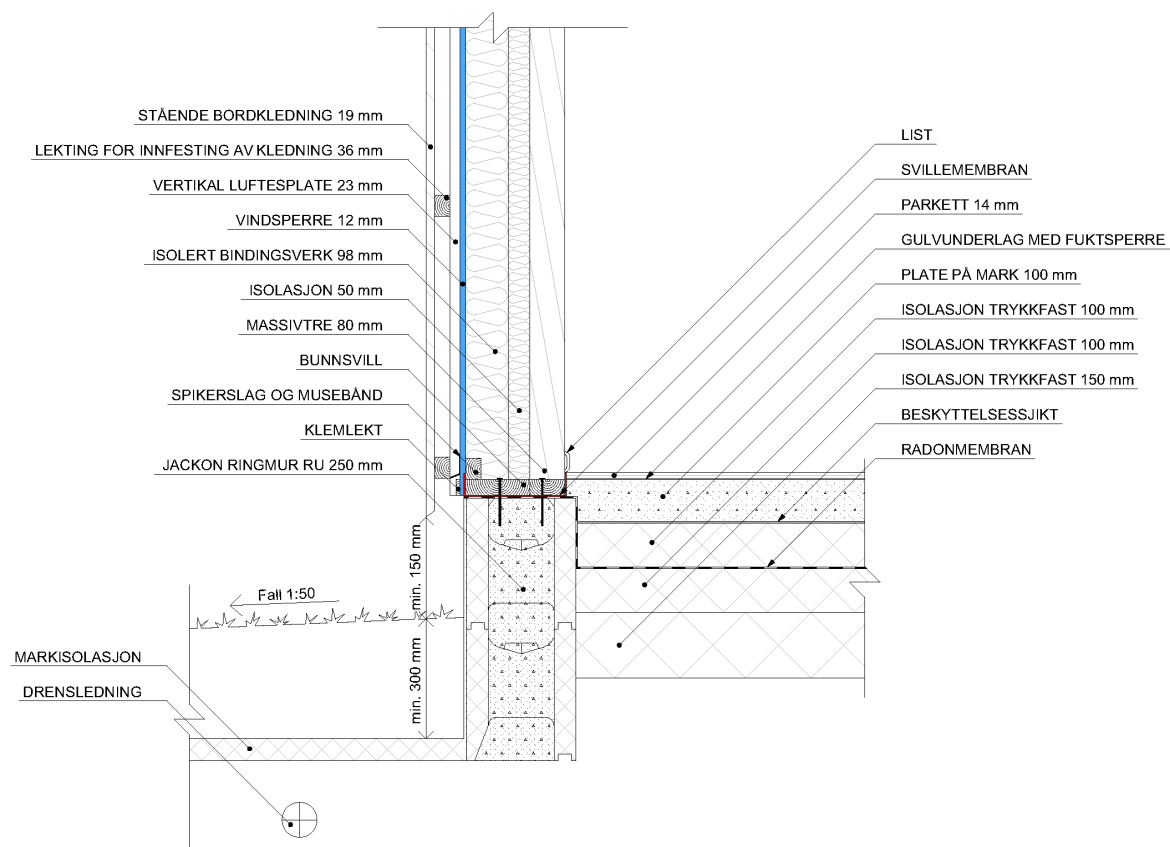 STÅENDE BORDKLEDNING 19 mm
LEKTING FOR INNFESTING AV KLEDNING 36 mm
VERTIKAL LUFTESPLATE 23 mm
VINDSPERRE 12 mm
ISOLERT BINDINGSVERK 98 mm
ISOLASJON 50 mm
MASSIVTRE 80 mm
BUNNSVILL
SPIKERSLAG OG MUSEBÅND
KLEMLEKT
JACKON RINGMUR RU 250 mm
LIST
SVILLEMEMBRAN
PARKETT 14 mm
GULVUNDERLAG MED FUKTSPERRE
PLATE PÅ MARK 100 mm
ISOLASJON TRYKKFAST 100 mm
ISOLASJON TRYKKFAST 100 mm
ISOLASJON TRYKKFAST 150 mm
BESKYTTELSESSJIKT
RADONMEMBRAN
min. 150 mm
Fall 1:50
min. 300 mm
MARKISOLASJON
DRENSLEDNING